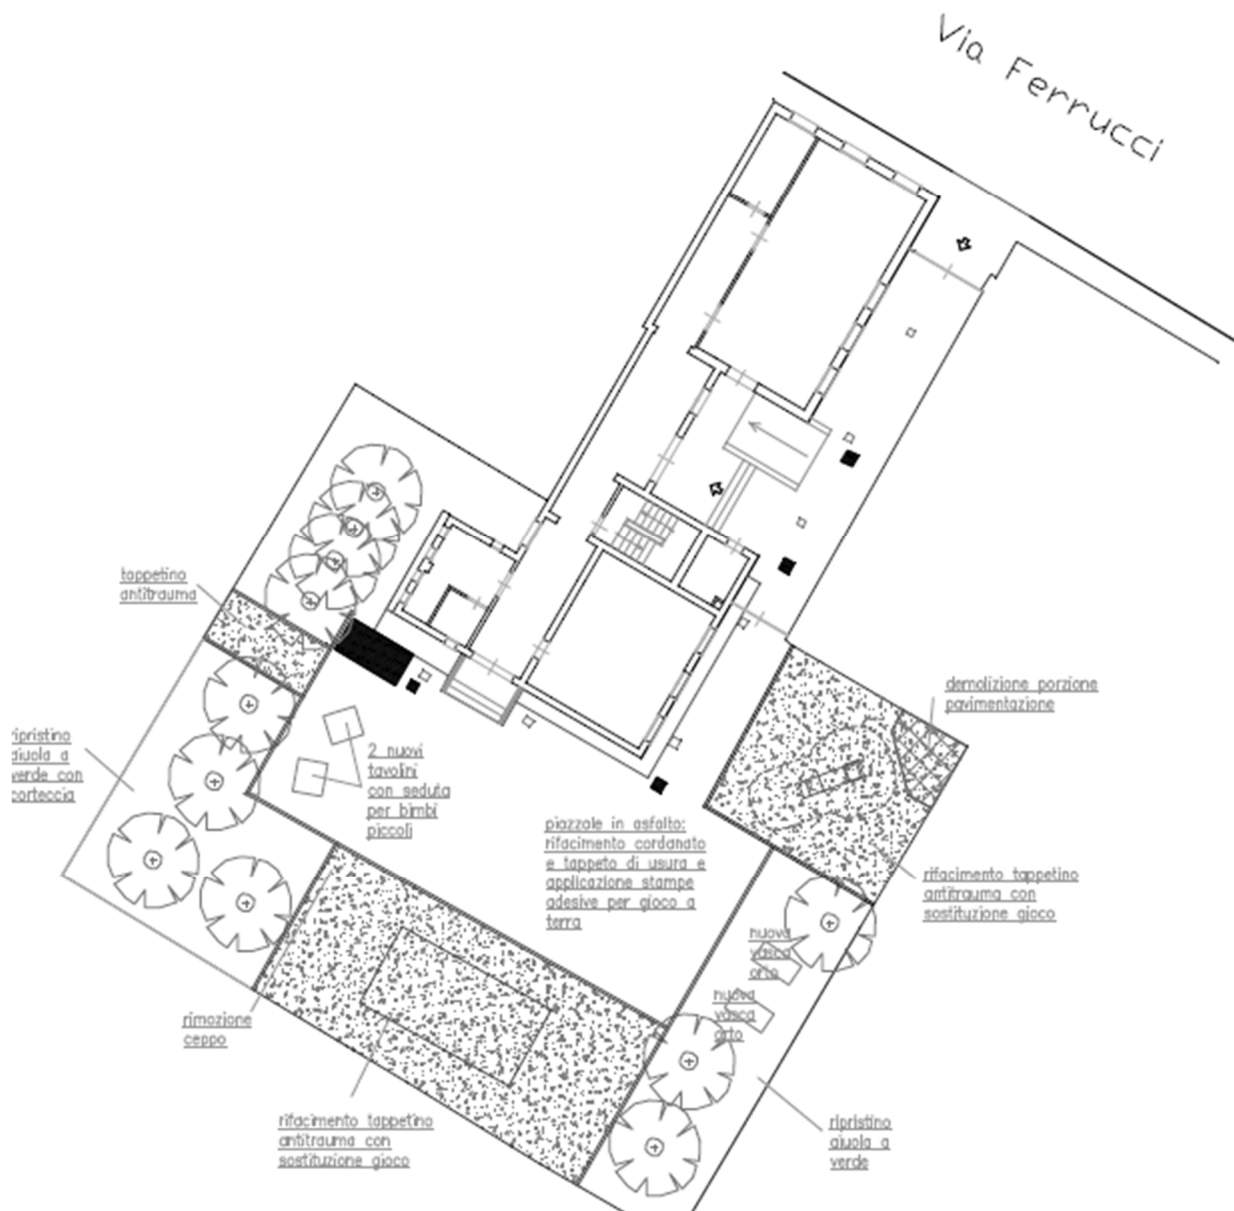 Via Ferrucci
tappetino
antitrauma
demolizione porzione
pavimentazione
ripristino
aiuola a
verde con
corteccia
2 nuovi
tavolini
con seduta
per bimbi
piccoli
piazzale in asfalto:
rifacimento cordonato
e tappeto di usura e
applicazione stampe
adesive per gioco a
terra
rifacimento tappetino
antitrauma con
sostituzione gioco
nuova
vasca
orto
nuova
vasca
orto
rimozione
ceppo
rifacimento tappetino
antitrauma con
sostituzione gioco
ripristino
aiuola a
verde